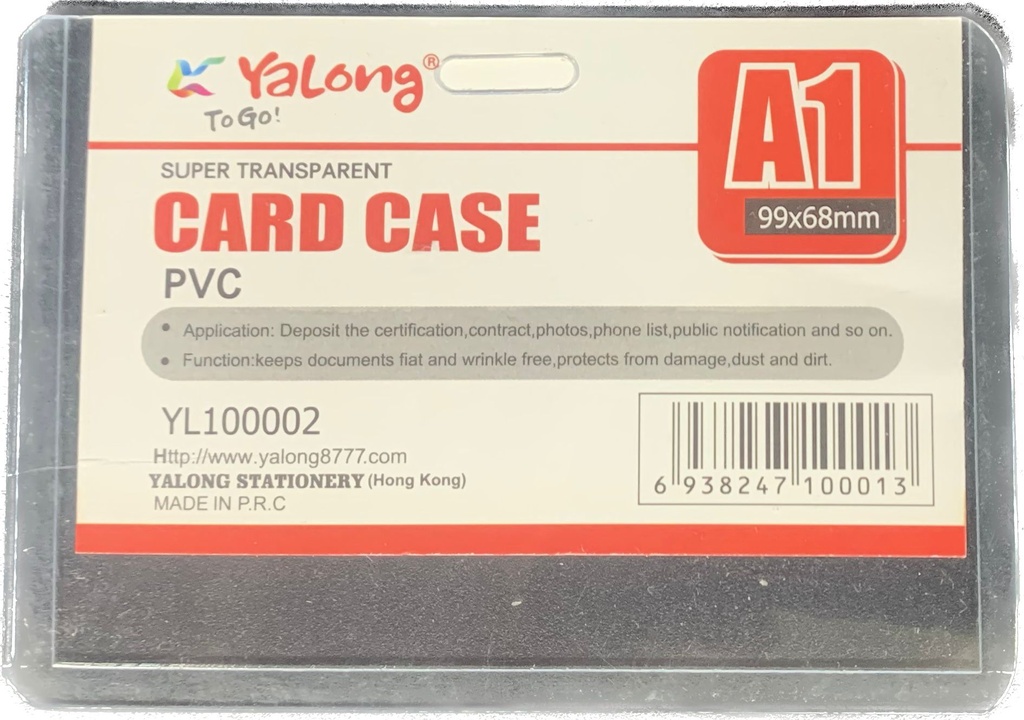 YaLong®
To Go!
A1
99x68mm
SUPER TRANSPARENT
CARD CASE
PVC
• Application: Deposit the certification,contract,photos,phone list,public notification and so on.
• Function:keeps documents fiat and wrinkle free,protects from damage,dust and dirt.
YL100002
Http://www.yalong8777.com
YALONG STATIONERY (Hong Kong)
MADE IN P.R.C
6 938247 100013